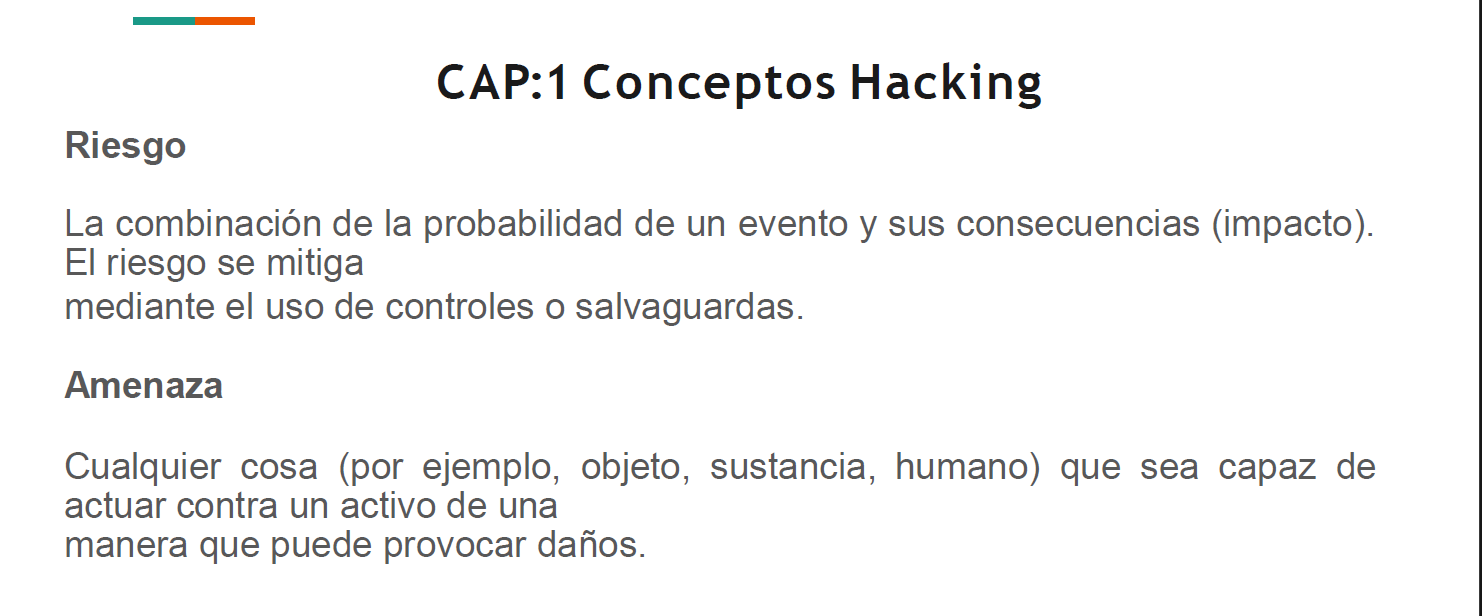 CAP:1 Conceptos Hacking
Riesgo
La combinación de la probabilidad de un evento y sus consecuencias (impacto).
El riesgo se mitiga
mediante el uso de controles o salvaguardas.
Amenaza
Cualquier cosa (por ejemplo, objeto, sustancia, humano) que sea capaz de
actuar contra un activo de una
manera que puede provocar daños.